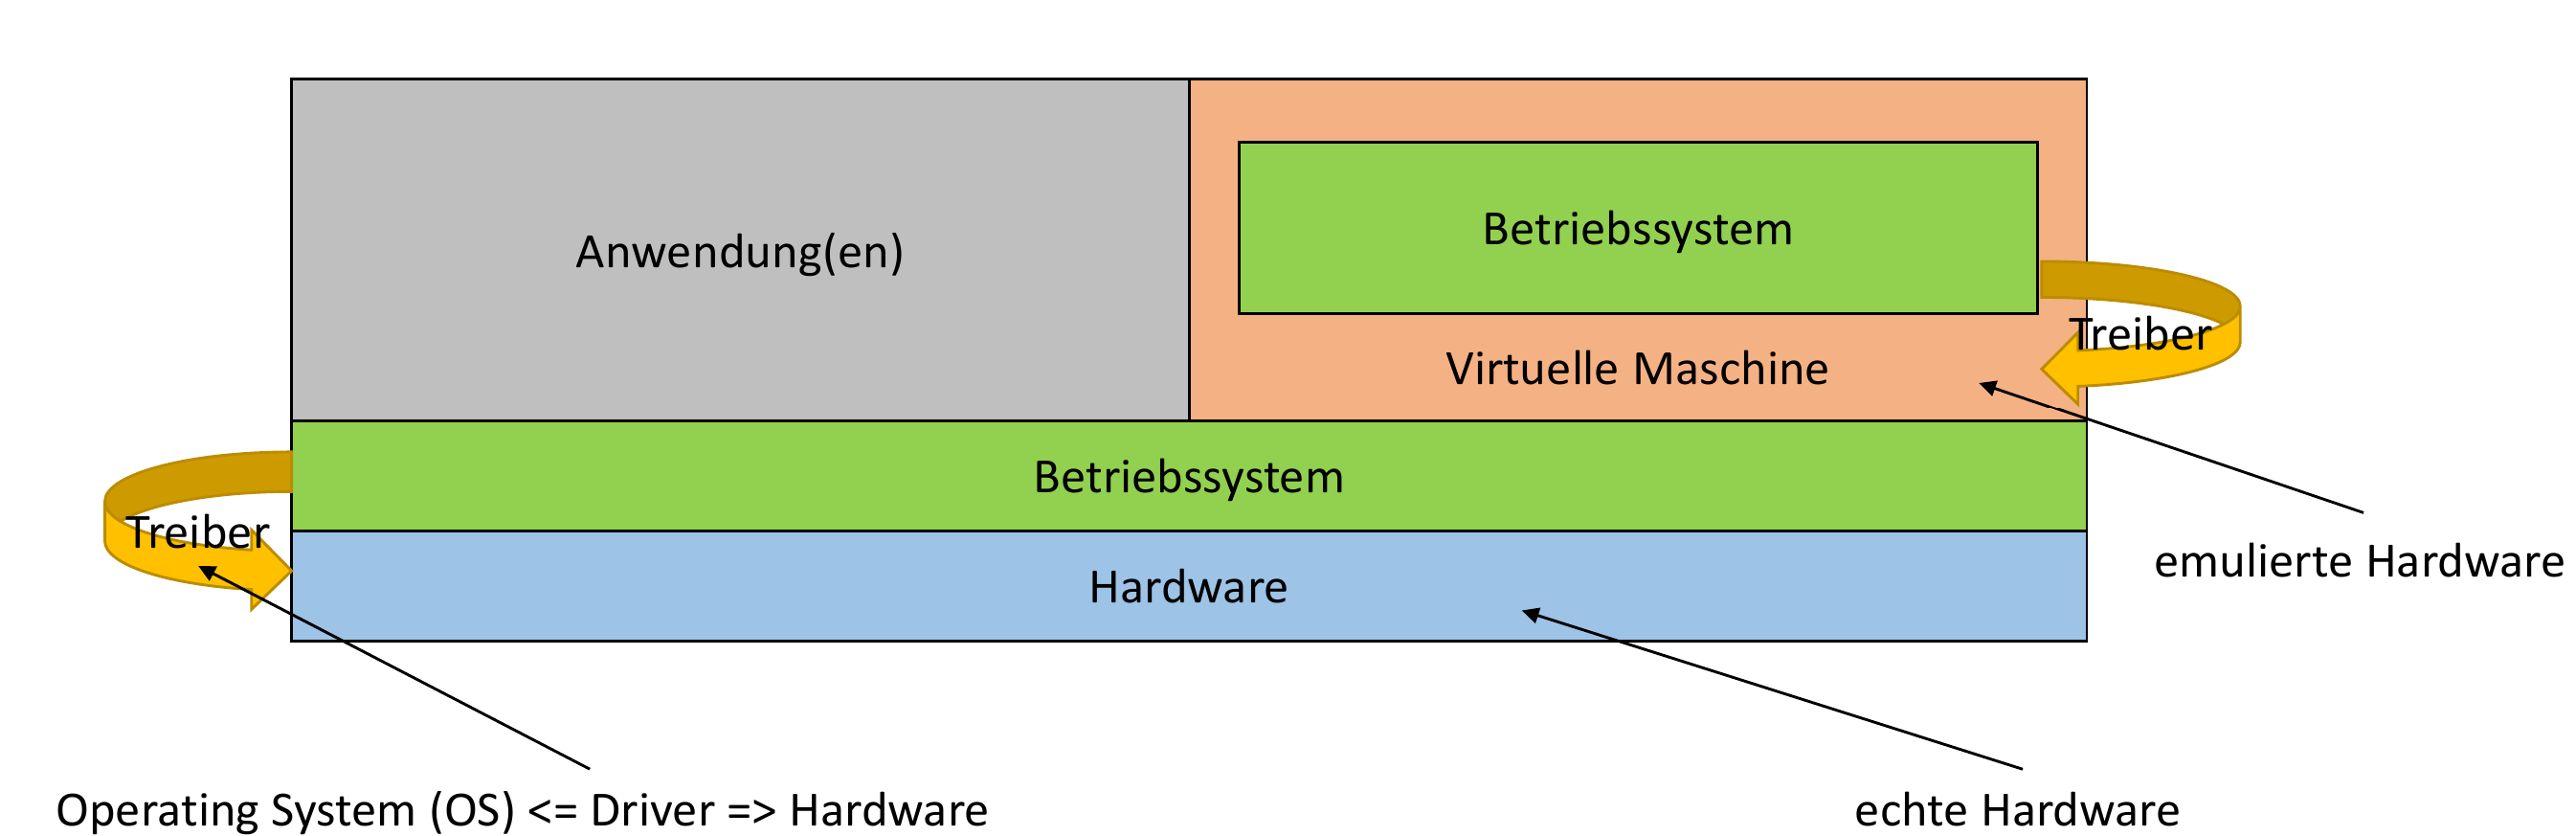 Anwendung(en)
Betriebssystem
Treiber
Virtuelle Maschine
Betriebssystem
Treiber
emulierte Hardware
Hardware
Operating System (OS) <= Driver => Hardware
echte Hardware